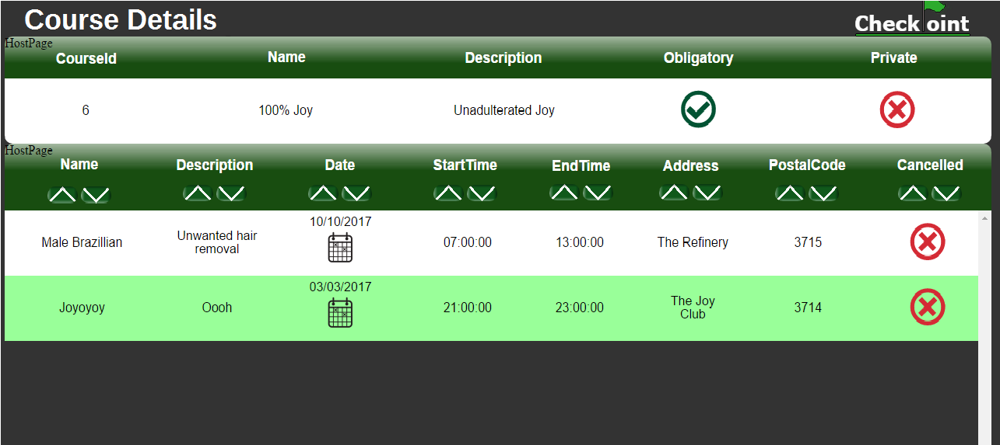 Course Details
Check oint
HostPage
CourseId Name Description Obligatory Private
6 100% Joy Unadulterated Joy
HostPage
Name Description Date StartTime EndTime Address PostalCode Cancelled
10/10/2017
Male Brazillian Unwanted hair removal 07:00:00 13:00:00 The Refinery 3715
03/03/2017
Joyoyoy Oooh 21:00:00 23:00:00 The Joy Club 3714